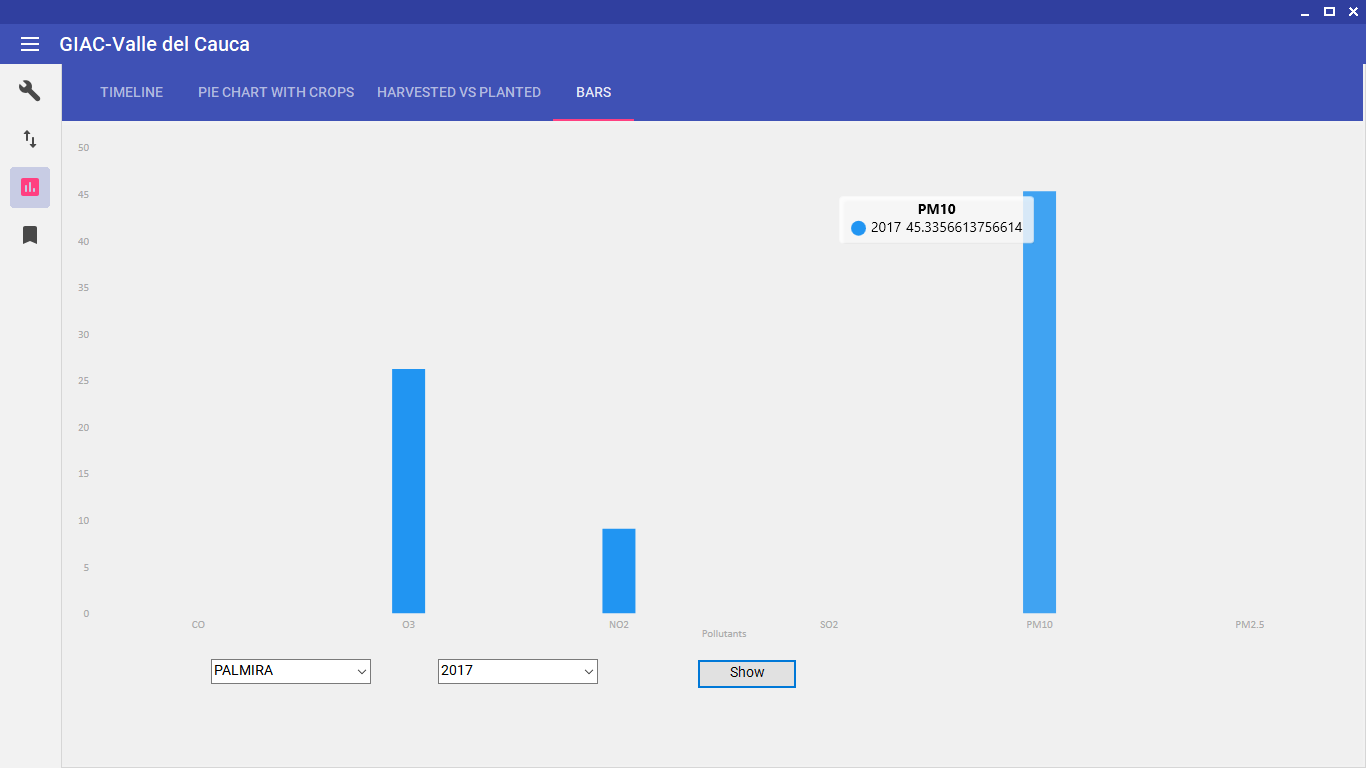 GIAC-Valle del Cauca
TIMELINE PIE CHART WITH CROPS HARVESTED VS PLANTED BARS
50
45
40
35
30
25
20
15
10
5
0
PM10
2017 45.3356613756614
CO O3 NO2 SO2 PM10 PM2.5
Pollutants
PALMIRA 2017 Show